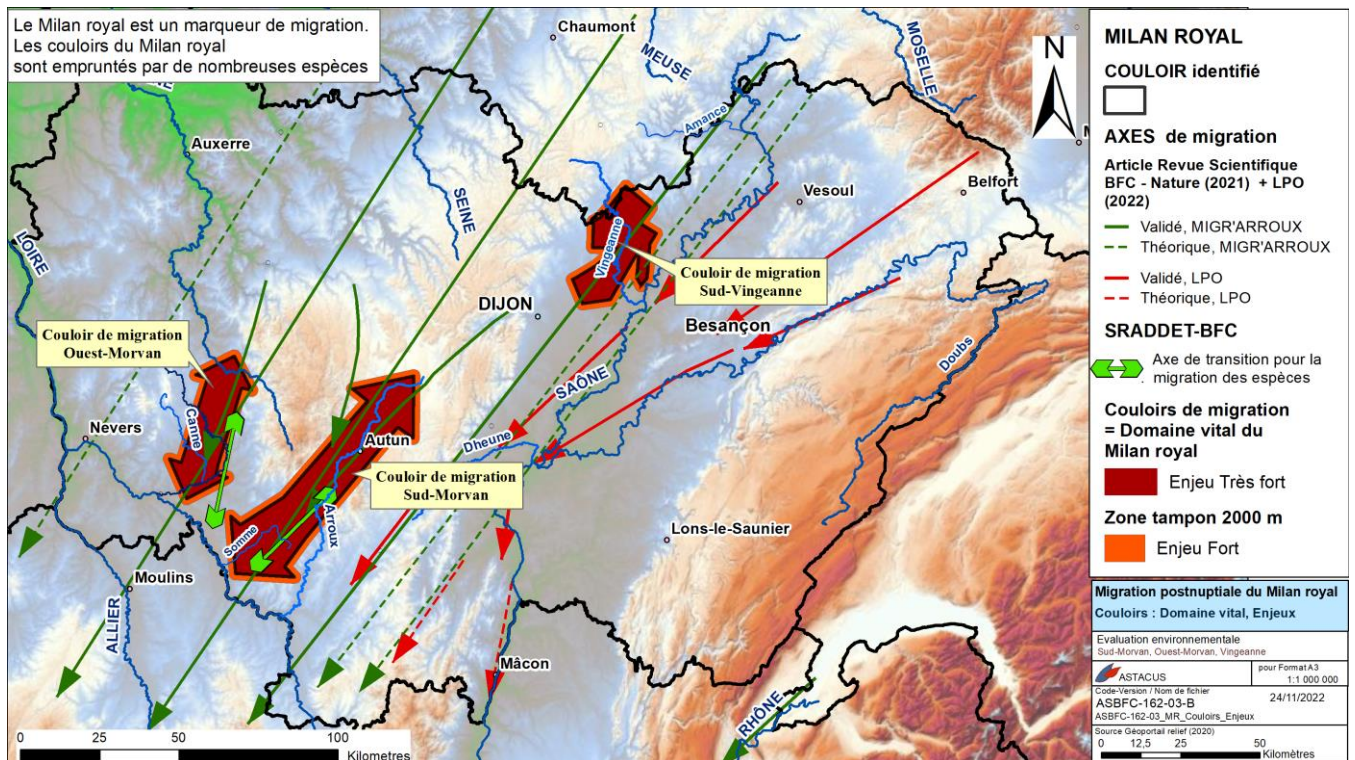 Le Milan royal est un marqueur de migration.
Les couloirs du Milan royal
sont empruntés par de nombreuses espèces
Chaumont
MEUSE
MOSELLE
N
Auxerre
SEINE
Amance
Vesoul
Belfort
LOIRE
Vingeanne
Couloir de migration
Sud-Vingeanne
DIJON
Besançon
Couloir de migration
Ouest-Morvan
SAÔNE
Doubs
Nevers
Canne
Autun
Dheune
Couloir de migration
Sud-Morvan
Arroux
Somme
Lons-le-Saunier
Moulins
ALLIER
Mâcon
RHÔNE
0 25 50 100
Kilometres
MILAN ROYAL
COULOIR identifié
AXES de migration
Article Revue Scientifique
BFC - Nature (2021) + LPO
(2022)
Validé, MIGR'ARROUX
Théorique, MIGR'ARROUX
Validé, LPO
Théorique, LPO
SRADDET-BFC
Axe de transition pour la
migration des espèces
Couloirs de migration
= Domaine vital du
Milan royal
Enjeu Très fort
Zone tampon 2000 m
Enjeu Fort
Migration postnuptiale du Milan royal
Couloirs : Domaine vital, Enjeux
Evaluation environnementale
Sud-Morvan, Ouest-Morvan, Vingeanne
ASTACUS
pour Format A3
1:1 000 000
Code-Version / Nom de fichier
ASBFC-162-03-B
24/11/2022
ASBFC-162-03_MR_Couloirs_Enjeux
Source Géoportail relief (2020)
0 12,5 25 50
Kilomètres